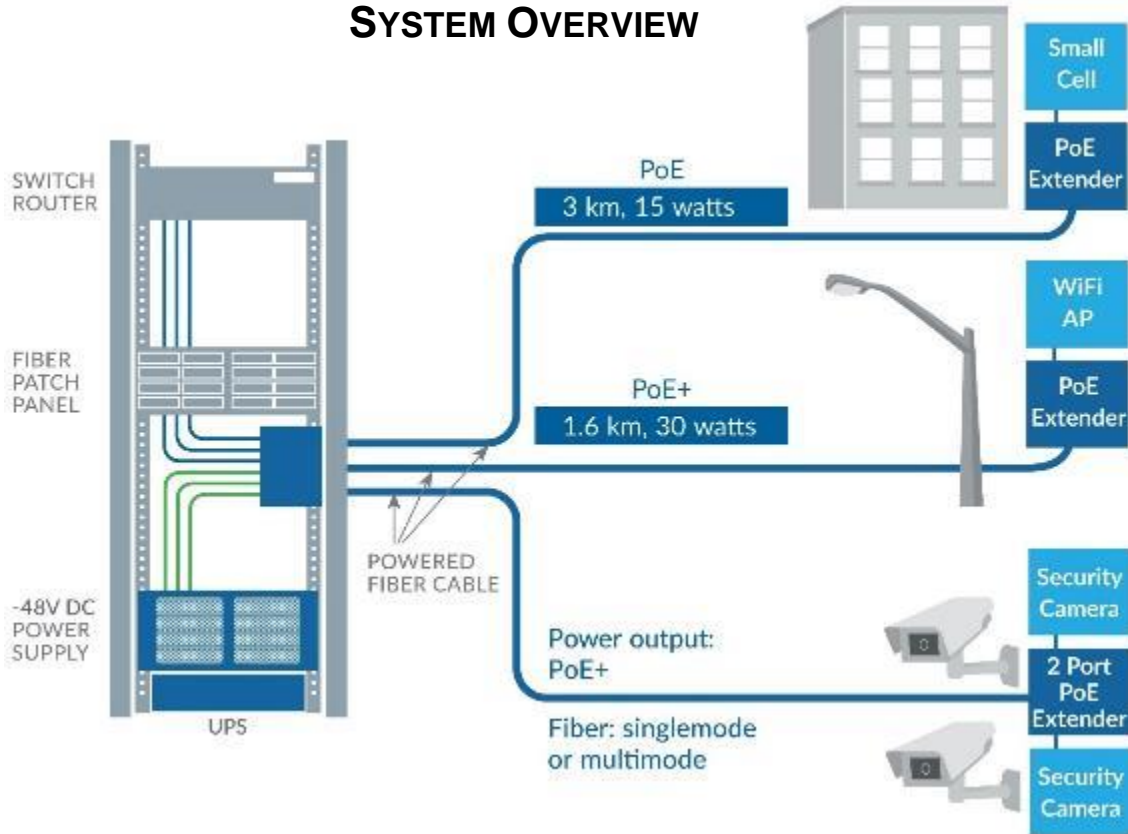 SYSTEM OVERVIEW
Small
Cell
PoE
Extender
SWITCH
ROUTER
PoE
3 km, 15 watts
WiFi
AP
PoE
Extender
FIBER
PATCH
PANEL
PoE+
1.6 km, 30 watts
POWERED
FIBER CABLE
-48V DC
POWER
SUPPLY
UPS
Power output:
PoE+
Fiber: singlemode
or multimode
Security
Camera
2 Port
PoE
Extender
Security
Camera